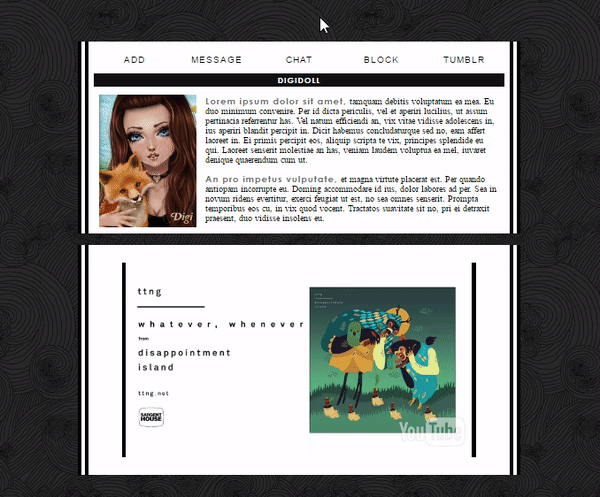 ADD MESSAGE CHAT BLOCK TUMBLR
DIGIDOLL
Lorem ipsum dolor sit amet, tamquam debitis voluptatum ea mea. Eu
duo minimum convenire. Per id dicta periculis, vel et aperiri lucilius, ut assum
pertinacia referrentur has. Vel natum efficiendi an, vix vitae vidisse adolescens in,
ius aperiri blandit percipit in. Dicit habemus concludaturque sed no, eam affert
laoreet in. Ei primis percipit eos, aliquip scripta te vix, principes splendide eu
qui. Laoreet senserit molestiae an has, veniam laudem voluptua ea mel, iuvaret
denique quaerendum cum ut.
An pro impetus vulputate, et magna virtute placerat est. Per quando
antiopam incorrupte eu. Doming accommodare id ius, dolor labores ad per. Sea in
novum ridens evertitur, exerci feugiat ut est, no sea omnes senserit. Prompta
temporibus eos cu, in vix quod vocent. Tractatos suavitate sit no, pri ei detraxit
praesent, duo vidisse insolens eu.
Digi
ttng
whatever, whenever
from
disappointment
island
ttng.net
SARGENT
HOUSE
YouTube